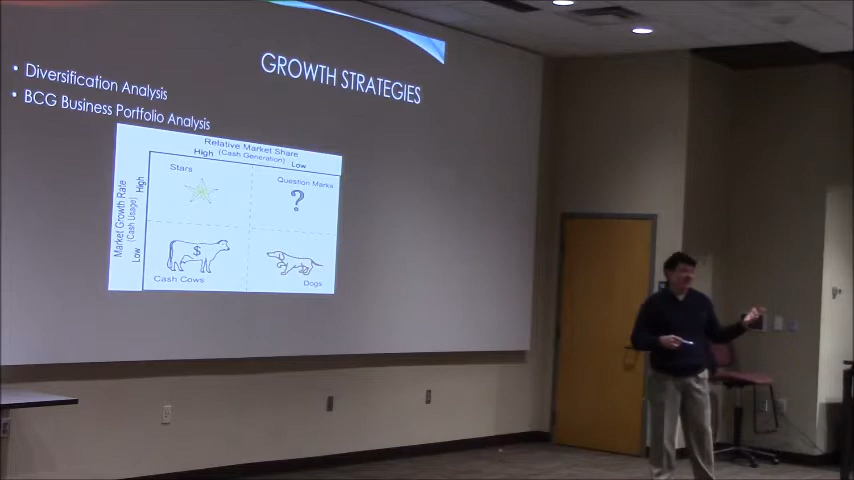 GROWTH STRATEGIES
• Diversification Analysis
• BCG Business Portfolio Analysis
Relative Market Share
High (Cash Generation) Low
Market Growth Rate
(Cash Usage)
High
Low
Stars
Question Marks
?
$
Cash Cows
Dogs